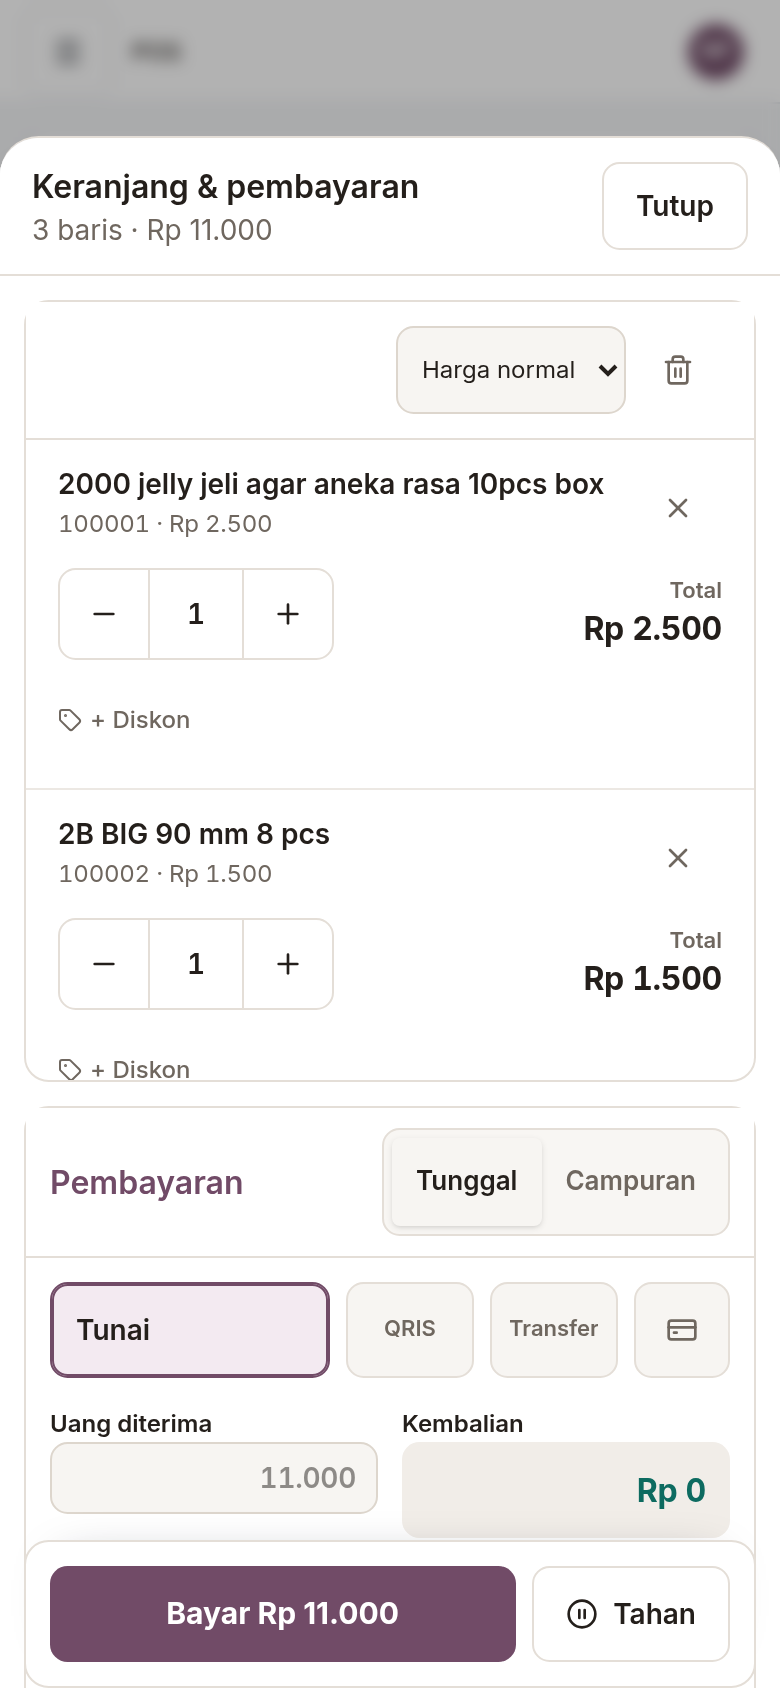 Keranjang & pembayaran
3 baris · Rp 11.000
Tutup
Harga normal
2000 jelly jeli agar aneka rasa 10pcs box
100001 · Rp 2.500
1
Total
Rp 2.500
+ Diskon
2B BIG 90 mm 8 pcs
100002 · Rp 1.500
1
Total
Rp 1.500
+ Diskon
Pembayaran
Tunggal
Campuran
Tunai
QRIS
Transfer
Uang diterima
Kembalian
11.000
Rp 0
Bayar Rp 11.000
Tahan